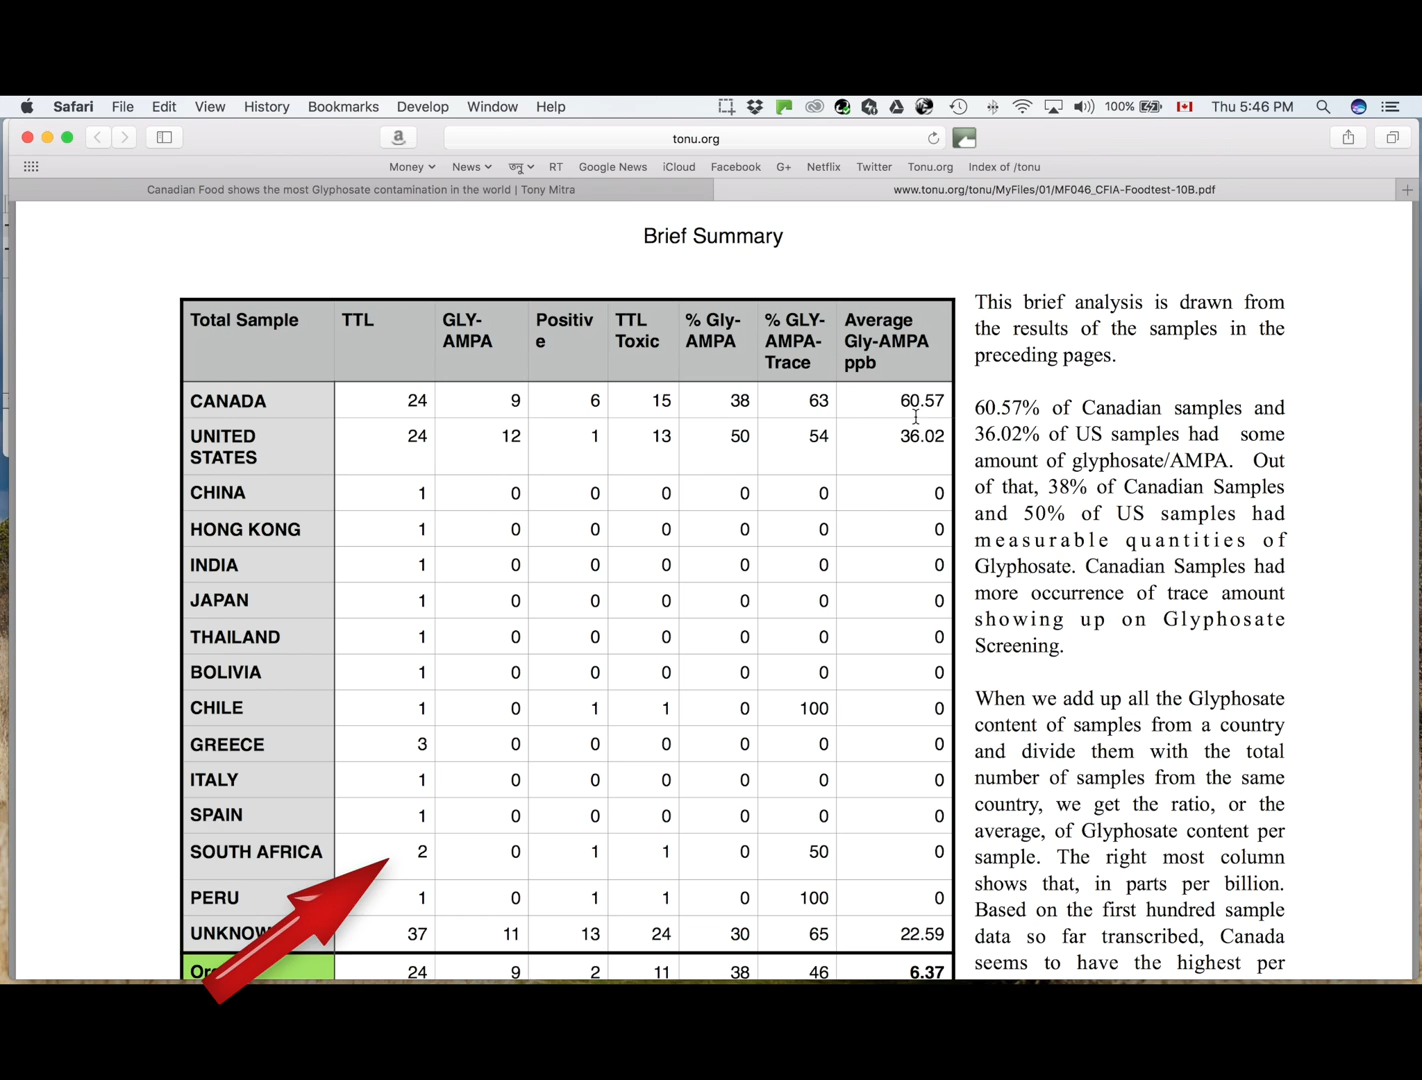 Safari File Edit View History Bookmarks Develop Window Help 100% Thu 5:46 PM
a tonu.org
Money News তনু RT Google News iCloud Facebook G+ Netflix Twitter Tonu.org Index of /tonu
Canadian Food shows the most Glyphosate contamination in the world | Tony Mitra
www.tonu.org/tonu/MyFiles/01/MF046_CFIA-Foodtest-10B.pdf
Brief Summary
Total Sample TTL GLY-AMPA Positive TTL Toxic % Gly-AMPA % GLY-AMPA-Trace Average Gly-AMPA ppb
CANADA 24 9 6 15 38 63 60.57
UNITED STATES 24 12 1 13 50 54 36.02
CHINA 1 0 0 0 0 0 0
HONG KONG 1 0 0 0 0 0 0
INDIA 1 0 0 0 0 0 0
JAPAN 1 0 0 0 0 0 0
THAILAND 1 0 0 0 0 0 0
BOLIVIA 1 0 0 0 0 0 0
CHILE 1 0 1 1 0 100 0
GREECE 3 0 0 0 0 0 0
ITALY 1 0 0 0 0 0 0
SPAIN 1 0 0 0 0 0 0
SOUTH AFRICA 2 0 1 1 0 50 0
PERU 1 0 1 1 0 100 0
UNKNOW 37 11 13 24 30 65 22.59
24 9 2 11 38 46 6.37
This brief analysis is drawn from
the results of the samples in the
preceding pages.
60.57% of Canadian samples and
36.02% of US samples had some
amount of glyphosate/AMPA. Out
of that, 38% of Canadian Samples
and 50% of US samples had
measurable quantities of
Glyphosate. Canadian Samples had
more occurrence of trace amount
showing up on Glyphosate
Screening.
When we add up all the Glyphosate
content of samples from a country
and divide them with the total
number of samples from the same
country, we get the ratio, or the
average, of Glyphosate content per
sample. The right most column
shows that, in parts per billion.
Based on the first hundred sample
data so far transcribed, Canada
seems to have the highest per